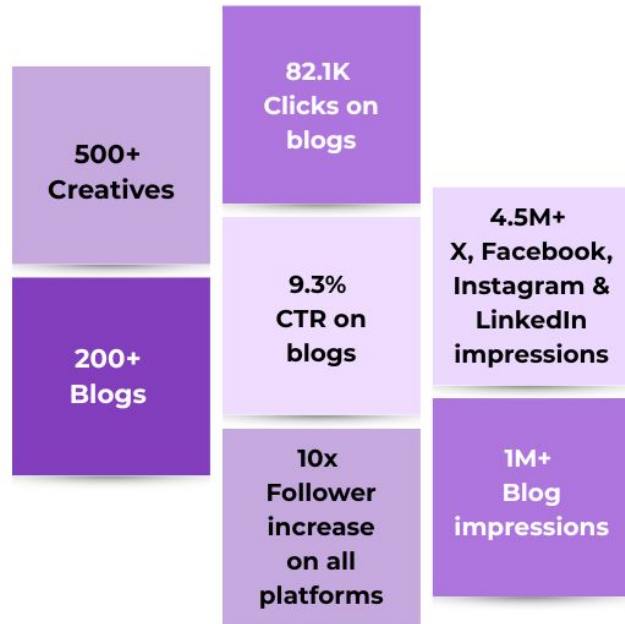 500+
Creatives
200+
Blogs
82.1K
Clicks on
blogs
9.3%
CTR on
blogs
10x
Follower
increase
on all
platforms
4.5M+
X, Facebook,
Instagram &
LinkedIn
impressions
1M+
Blog
impressions